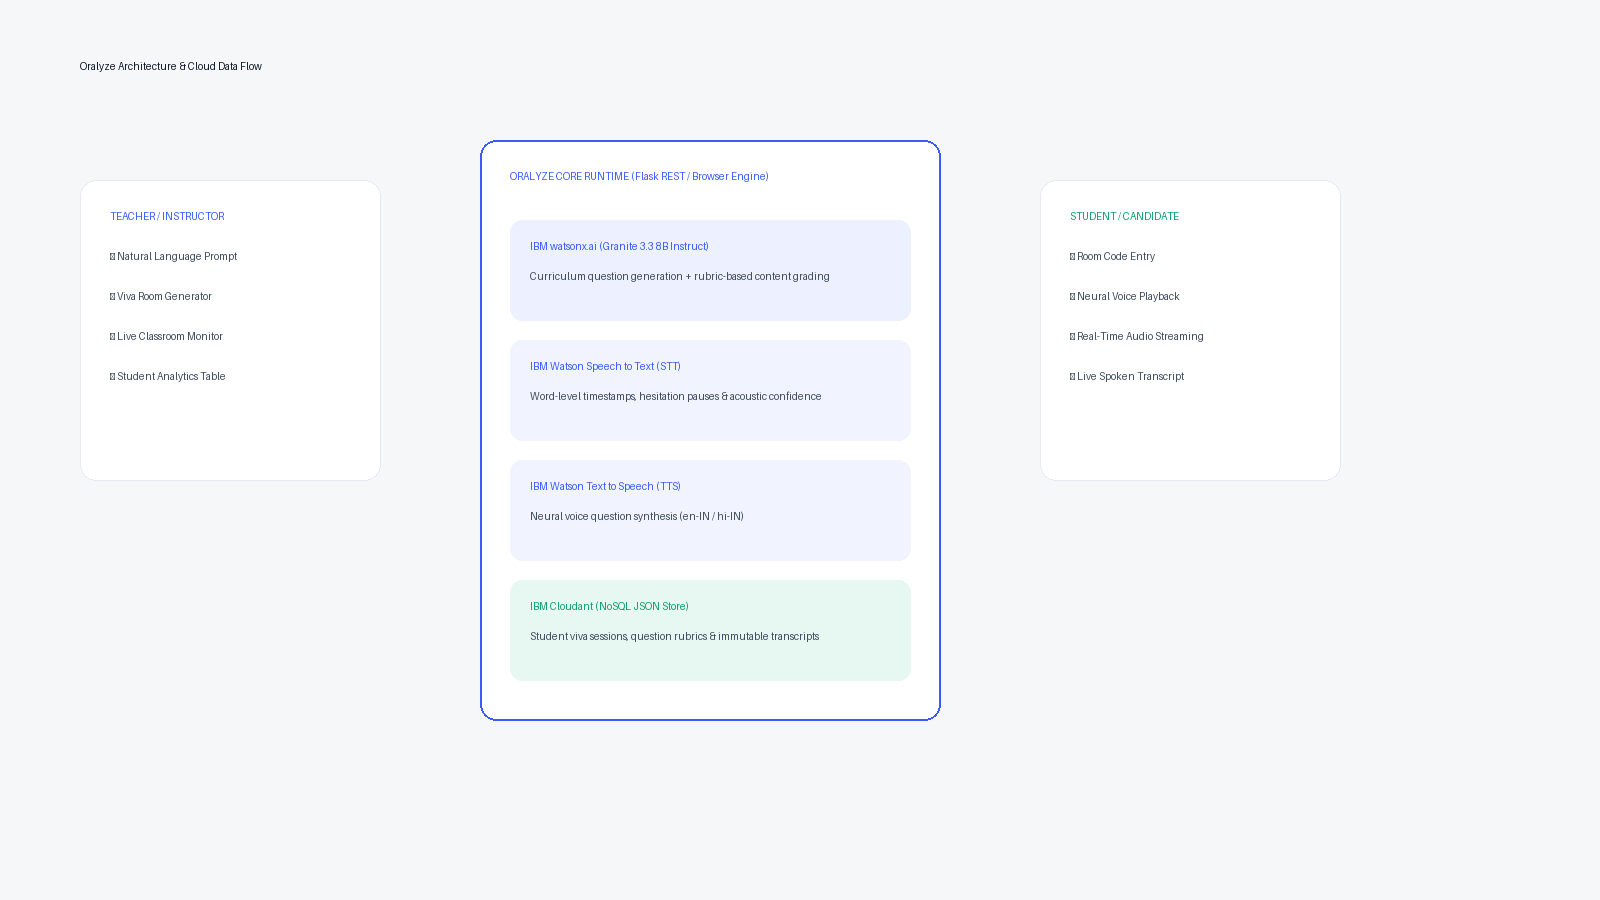 Oralyze Architecture & Cloud Data Flow
TEACHER / INSTRUCTOR
Natural Language Prompt
Viva Room Generator
Live Classroom Monitor
Student Analytics Table
ORALYZE CORE RUNTIME (Flask REST / Browser Engine)
IBM watsonx.ai (Granite 3.3 8B Instruct)
Curriculum question generation + rubric-based content grading
IBM Watson Speech to Text (STT)
Word-level timestamps, hesitation pauses & acoustic confidence
IBM Watson Text to Speech (TTS)
Neural voice question synthesis (en-IN / hi-IN)
IBM Cloudant (NoSQL JSON Store)
Student viva sessions, question rubrics & immutable transcripts
STUDENT / CANDIDATE
Room Code Entry
Neural Voice Playback
Real-Time Audio Streaming
Live Spoken Transcript